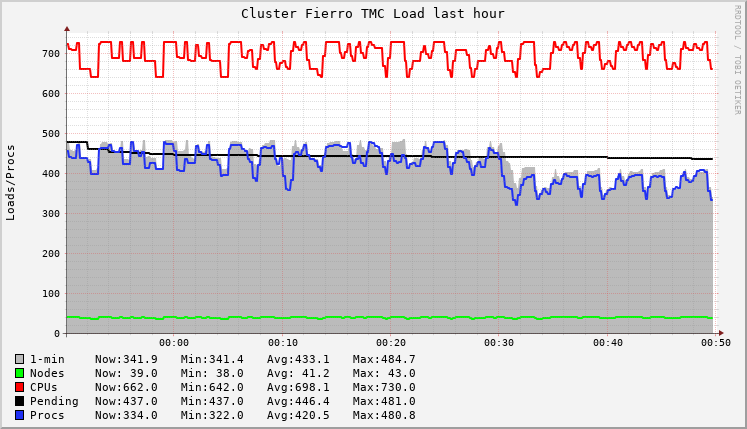 Cluster Fierro TMC Load last hour
RRDTOOL / TOBI OETIKER
Loads/Procs
700
600
500
400
300
200
100
0
00:00 00:10 00:20 00:30 00:40 00:50
1-min Now:341.9 Min:341.4 Avg:433.1 Max:484.7
Nodes Now: 39.0 Min: 38.0 Avg: 41.2 Max: 43.0
CPUs Now:662.0 Min:642.0 Avg:698.1 Max:730.0
Pending Now:437.0 Min:437.0 Avg:446.4 Max:481.0
Procs Now:334.0 Min:322.0 Avg:420.5 Max:480.8